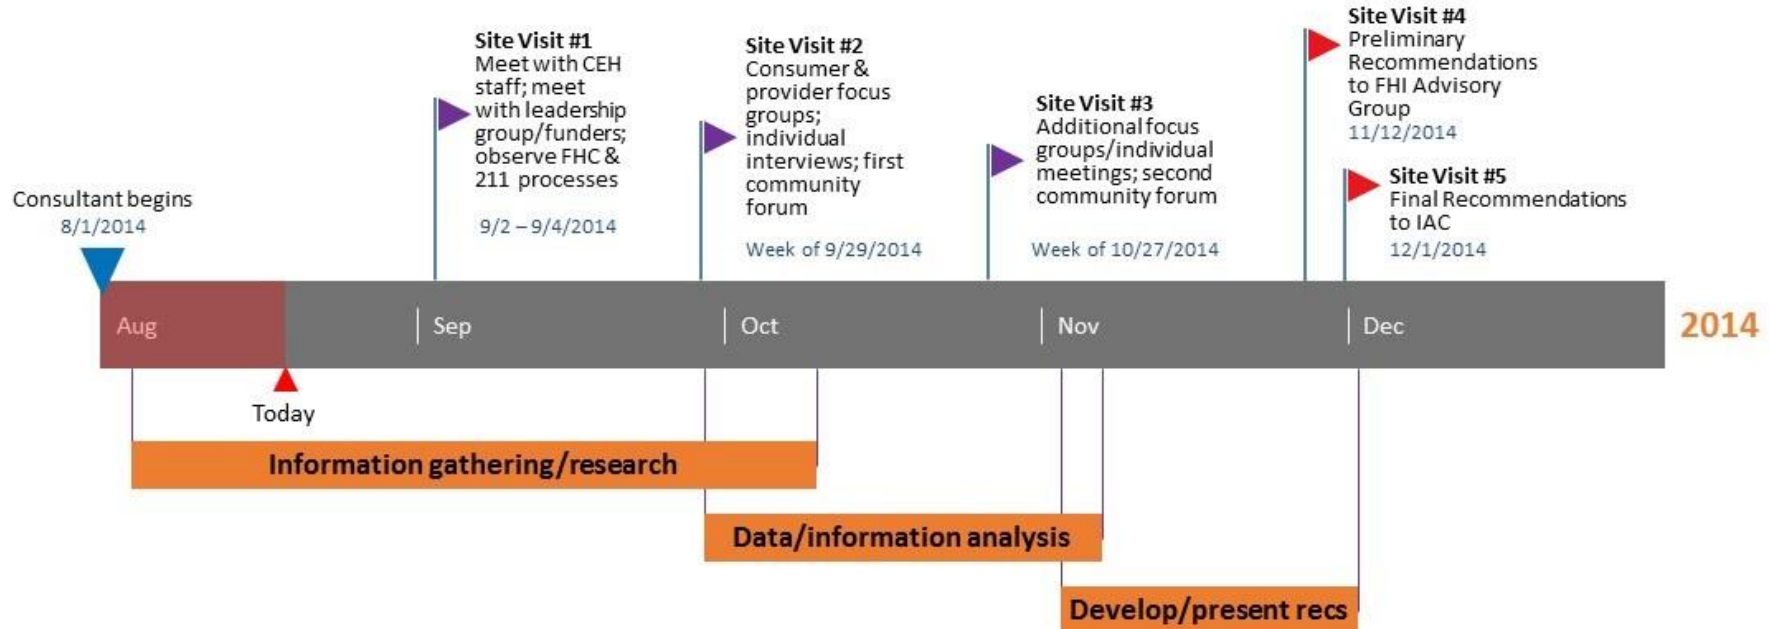 Site Visit #1
Meet with CEH
staff; meet
with leadership
group/funders;
observe FHC &
211 processes
9/2 – 9/4/2014
Site Visit #2
Consumer &
provider focus
groups;
individual
interviews; first
community
forum
Week of 9/29/2014
Site Visit #3
Additional focus
groups/individual
meetings; second
community forum
Week of 10/27/2014
Site Visit #4
Preliminary
Recommendations
to FHI Advisory
Group
11/12/2014
Site Visit #5
Final Recommendations
to IAC
12/1/2014
Consultant begins
8/1/2014
Aug
Sep
Oct
Nov
Dec
2014
Today
Information gathering/research
Data/information analysis
Develop/present recs